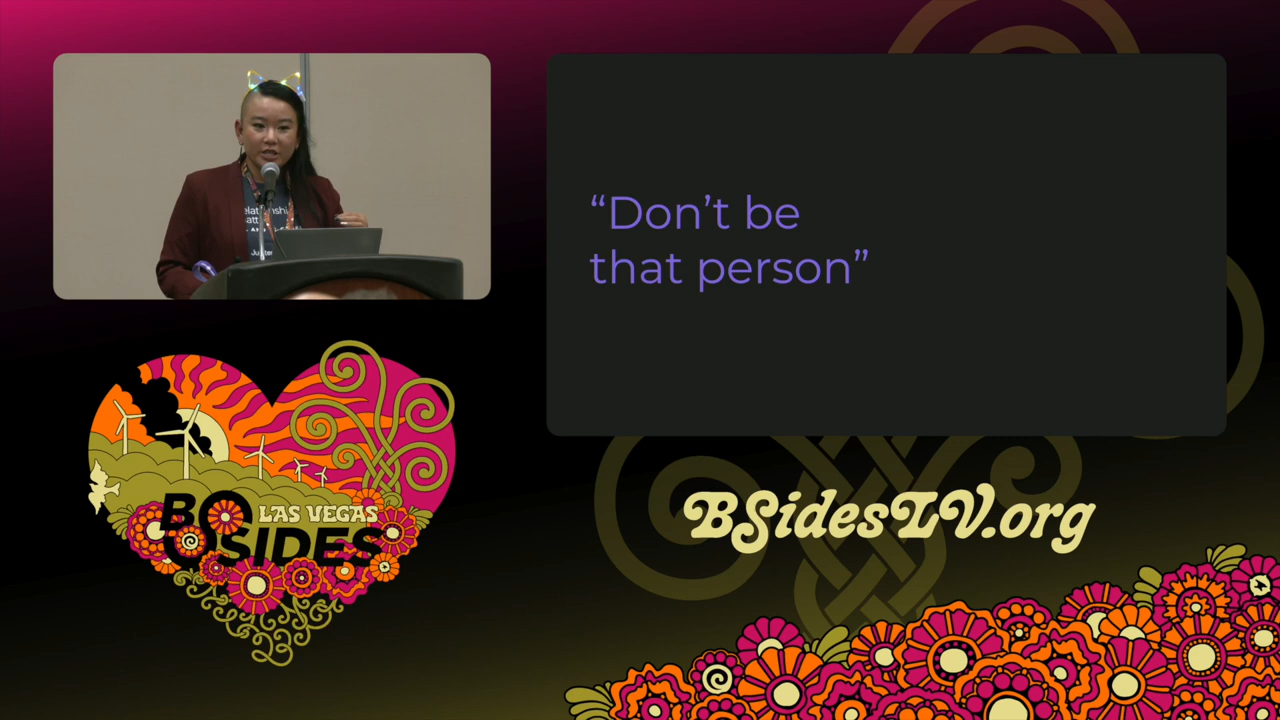 “Don’t be
that person”
LAS VEGAS
BSIDES
BSidesLV.org